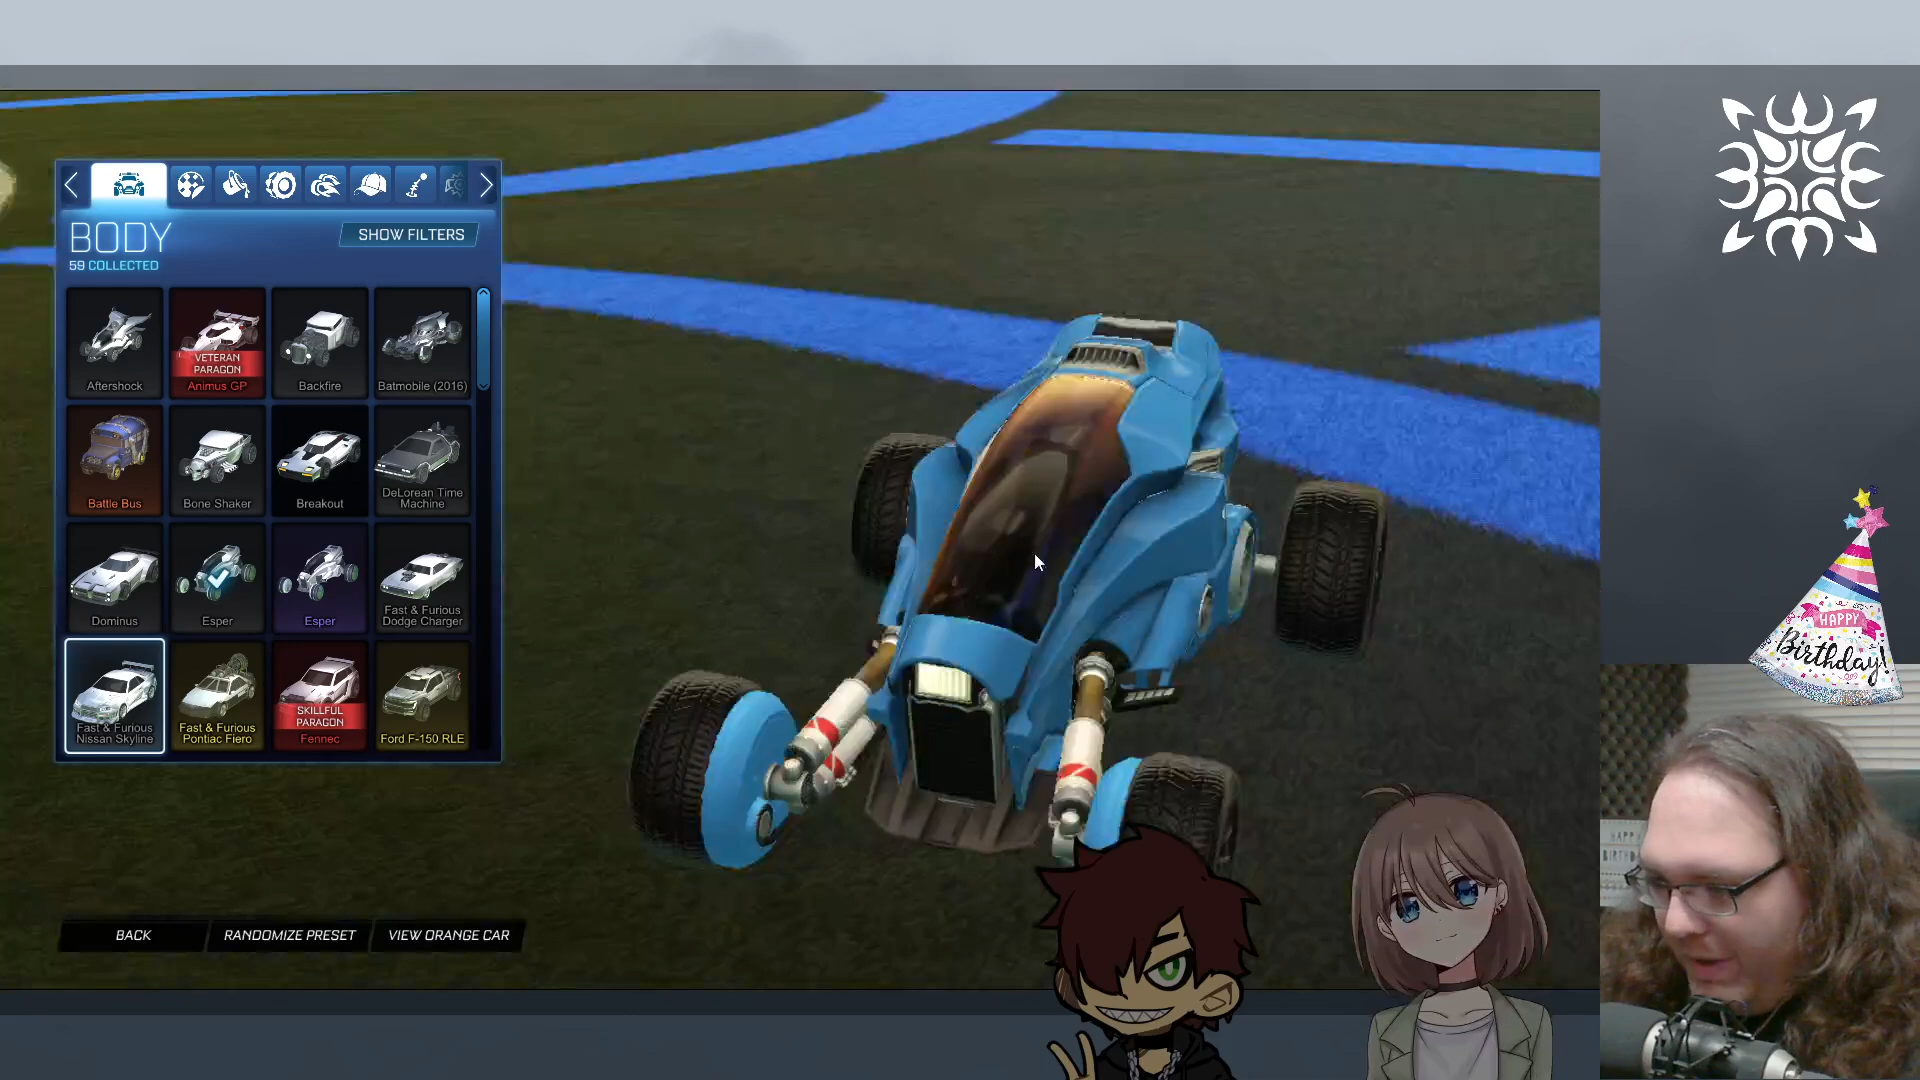 BODY
SHOW FILTERS
59 COLLECTED
Aftershock
VETERAN
PARAGON
Animus GP
Backfire
Batmobile (2016)
Battle Bus
Bone Shaker
Breakout
DeLorean Time
Machine
Dominus
Esper
Esper
Fast & Furious
Dodge Charger
Fast & Furious
Nissan Skyline
Fast & Furious
Pontiac Fiero
SKILLFUL
PARAGON
Fennec
Ford F-150 RLE
BACK
RANDOMIZE PRESET
VIEW ORANGE CAR
HAPPY
Birthday!